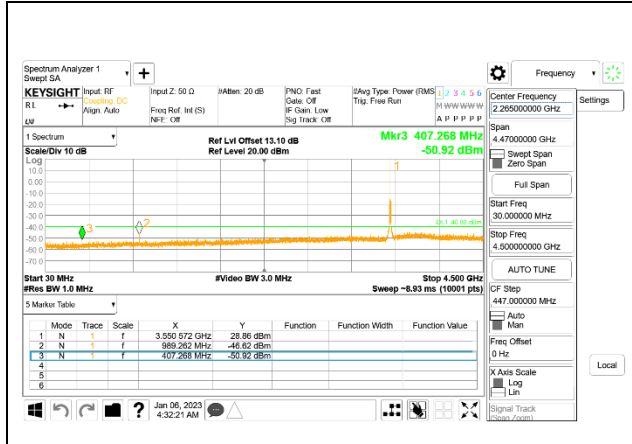 Spectrum Analyzer 1
Swept SA
Frequency
KEYSIGHT
Input: RF
Input Z: 50 Ω
#Atten: 20 dB
PNO: Fast
#Avg Type: Power (RMS
1 2 3 4 5 6
RL
Coupling: DC
Gate: Off
Trig: Free Run
Align: Auto
Freq Ref: Int (S)
IF Gain: Low
M W W W W W
NFE: Off
Sig Track: Off
A P P P P P
Center Frequency
2.265000000 GHz
Settings
1 Spectrum
Ref Lvl Offset 13.10 dB
Mkr3 407.268 MHz
Scale/Div 10 dB
Ref Level 20.00 dBm
-50.92 dBm
Span
4.47000000 GHz
Swept Span
Zero Span
Full Span
Start Freq
30.000000 MHz
Stop Freq
4.500000000 GHz
AUTO TUNE
CF Step
447.000000 MHz
Auto
Man
Freq Offset
0 Hz
X Axis Scale
Log
Lin
Signal Track
(Span Zoom)
Local
Log
10.0
0.00
-10.0
-20.0
-30.0
-40.0
-50.0
-60.0
-70.0
1
2
3
Start 30 MHz
#Video BW 3.0 MHz
Stop 4.500 GHz
#Res BW 1.0 MHz
Sweep ~8.93 ms (10001 pts)
5 Marker Table
Mode Trace Scale X Y Function Function Width Function Value
1 N 1 f 3.550 572 GHz 28.86 dBm
2 N 1 f 989.262 MHz -46.62 dBm
3 N 1 f 407.268 MHz -50.92 dBm
4
5
6
Jan 06, 2023
4:32:21 AM